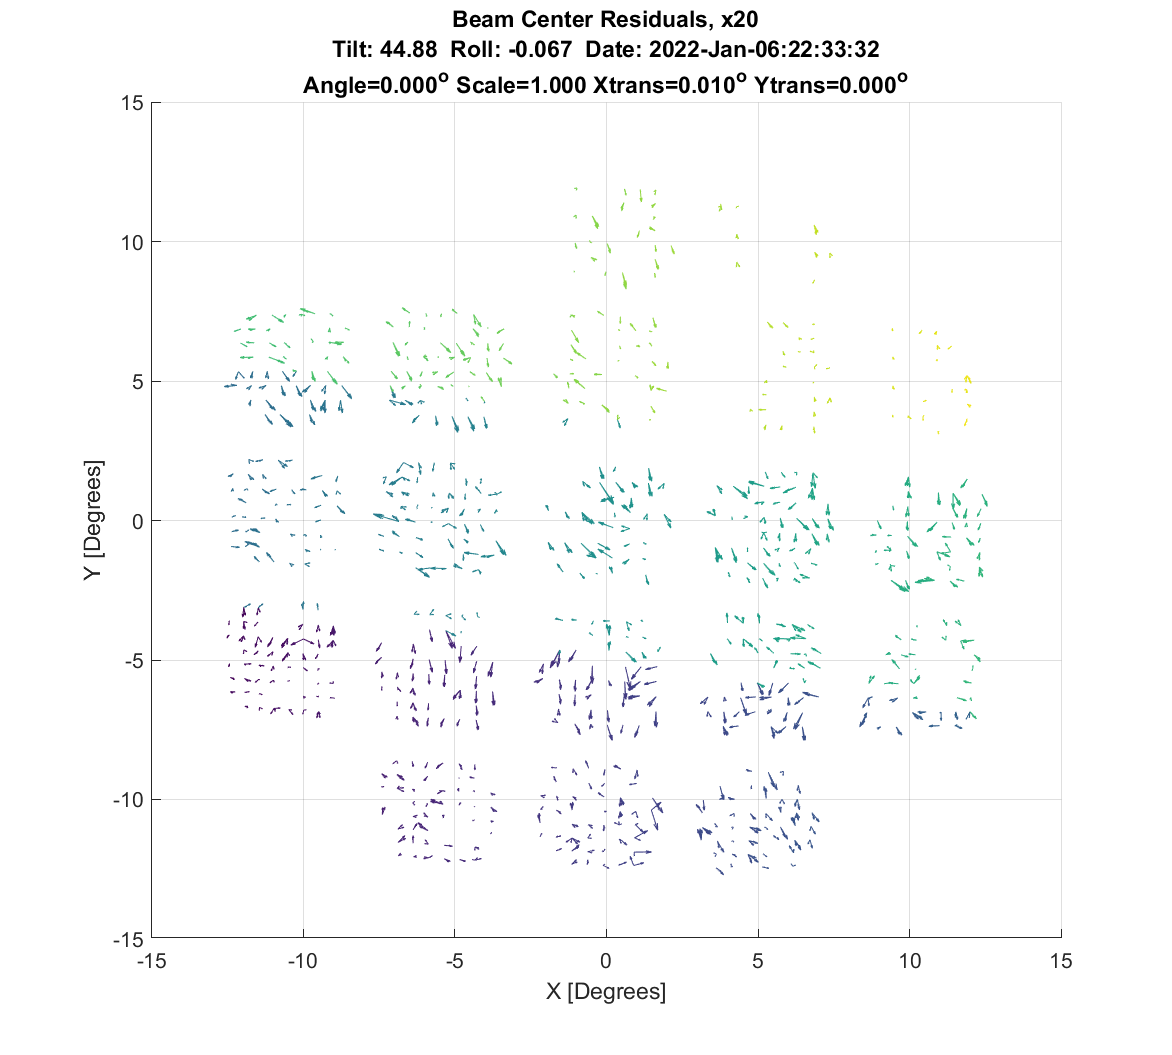 Beam Center Residuals, x20
Tilt: 44.88 Roll: -0.067 Date: 2022-Jan-06:22:33:32
Angle=0.000° Scale=1.000 Xtrans=0.010° Ytrans=0.000°
15
10
5
0
-5
-10
-15
Y [Degrees]
-15 -10 -5 0 5 10 15
X [Degrees]